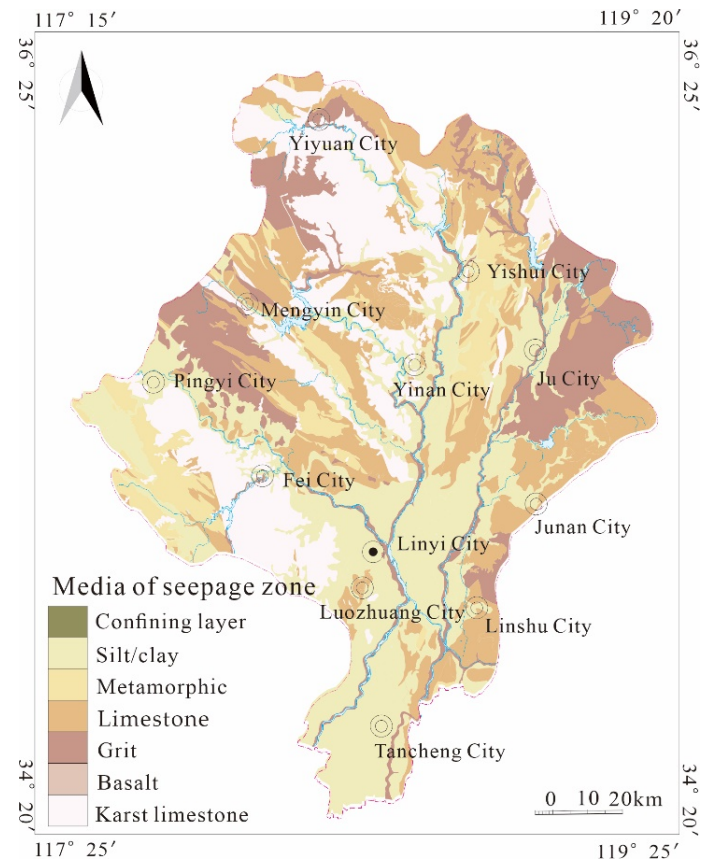 117° 15′
119° 20′
36° 25′
36° 25′
Yiyuan City
Yishui City
Mengyin City
Pingyi City
Yinan City
Ju City
Fei City
Junan City
Linyi City
Media of seepage zone
Luozhuang City
Linshu City
Confining layer
Silt/clay
Metamorphic
Limestone
Grit
Basalt
Karst limestone
Tancheng City
0 10 20km
34° 20′
34° 20′
117° 25′
119° 25′